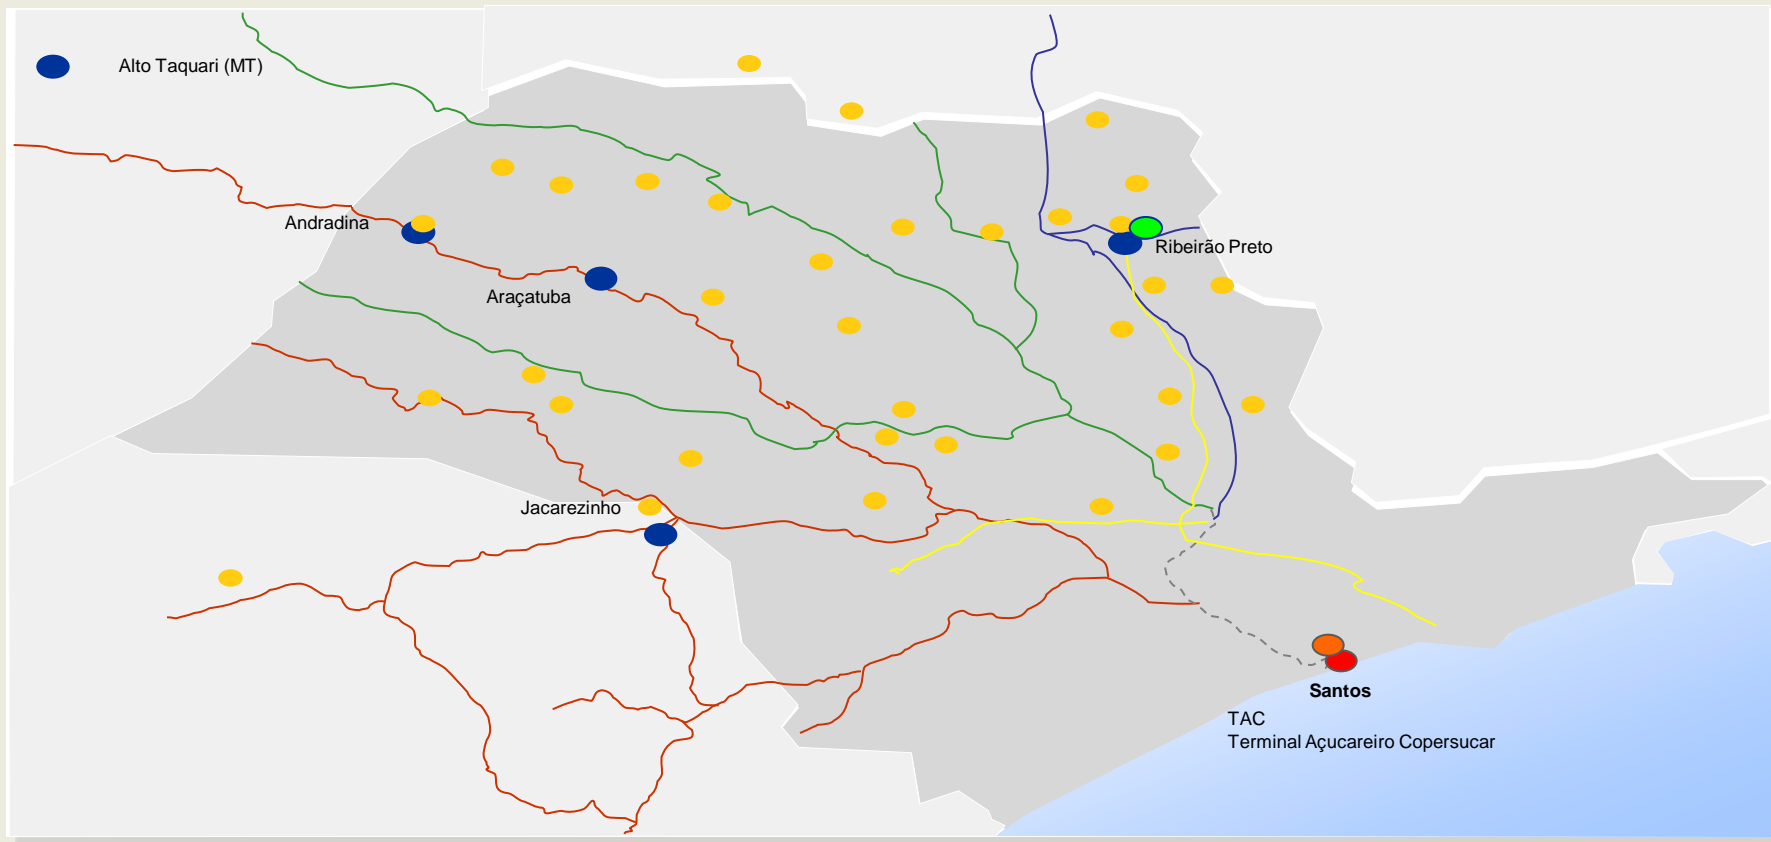 Alto Taquari (MT)
Andradina
Ribeirão Preto
Araçatuba
Jacarezinho
Santos
TAC
Terminal Açucareiro Copersucar